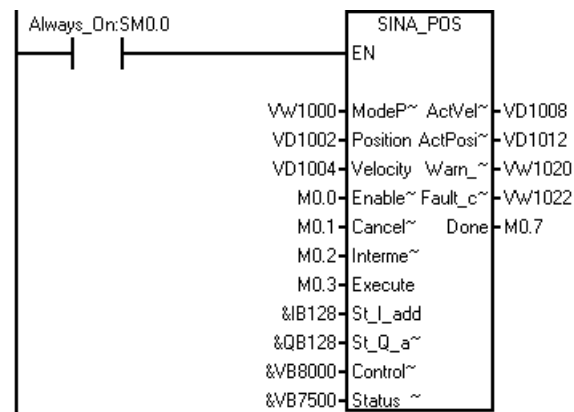 Always_On:SM0.0 SINA_POS
EN
VW1000 ModeP~ ActVel~ VD1008
VD1002 Position ActPosi~ VD1012
VD1004 Velocity Warn_~ VW1020
M0.0 Enable~ Fault_c~ VW1022
M0.1 Cancel~ Done M0.7
M0.2 Interme~
M0.3 Execute
&IB128 St_I_add
&QB128 St_Q_a~
&VB8000 Control~
&VB7500 Status_~